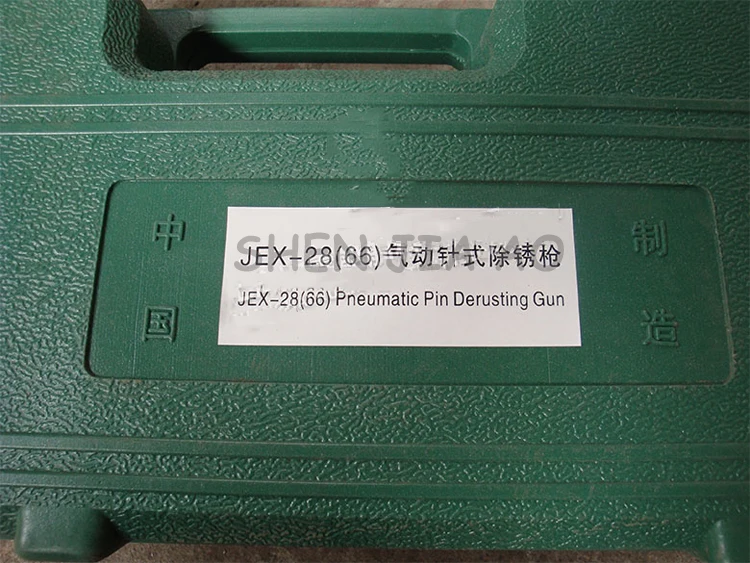 中国
制造
SHENJIAAO
JEX-28(66)气动针式除锈枪
JEX-28(66) Pneumatic Pin Derusting Gun